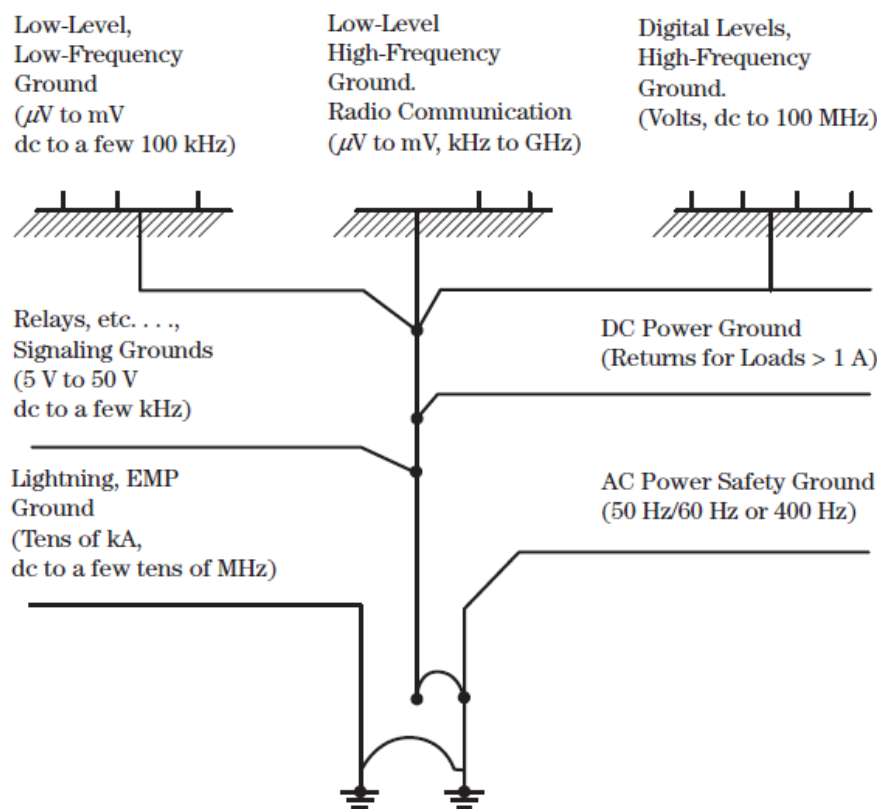 Low-Level,
Low-Frequency
Ground
(μV to mV
dc to a few 100 kHz)
Low-Level
High-Frequency
Ground.
Radio Communication
(μV to mV, kHz to GHz)
Digital Levels,
High-Frequency
Ground.
(Volts, dc to 100 MHz)
Relays, etc. . . .,
Signaling Grounds
(5 V to 50 V
dc to a few kHz)
DC Power Ground
(Returns for Loads > 1 A)
Lightning, EMP
Ground
(Tens of kA,
dc to a few tens of MHz)
AC Power Safety Ground
(50 Hz/60 Hz or 400 Hz)